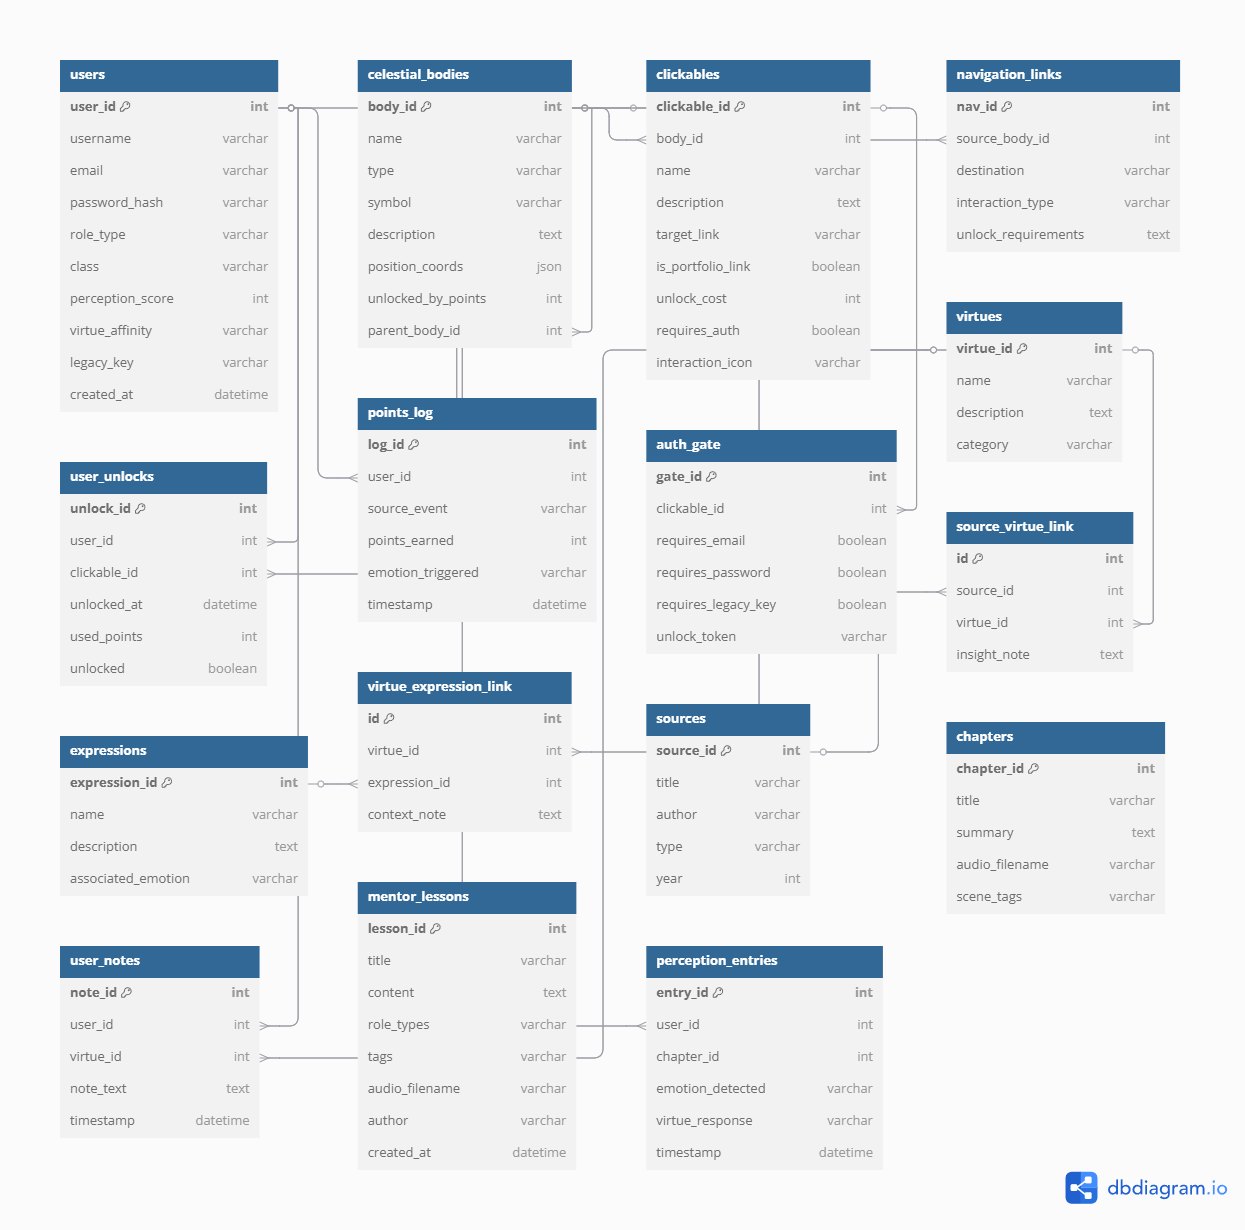 users
user_id int
username varchar
email varchar
password_hash varchar
role_type varchar
class varchar
perception_score int
virtue_affinity varchar
legacy_key varchar
created_at datetime
celestial_bodies
body_id int
name varchar
type varchar
symbol varchar
description text
position_coords json
unlocked_by_points int
parent_body_id int
clickables
clickable_id int
body_id int
name varchar
description text
target_link varchar
is_portfolio_link boolean
unlock_cost int
requires_auth boolean
interaction_icon varchar
navigation_links
nav_id int
source_body_id int
destination varchar
interaction_type varchar
unlock_requirements text
virtues
virtue_id int
name varchar
description text
category varchar
points_log
log_id int
user_id int
source_event varchar
points_earned int
emotion_triggered varchar
timestamp datetime
auth_gate
gate_id int
clickable_id int
requires_email boolean
requires_password boolean
requires_legacy_key boolean
unlock_token varchar
user_unlocks
unlock_id int
user_id int
clickable_id int
unlocked_at datetime
used_points int
unlocked boolean
source_virtue_link
id int
source_id int
virtue_id int
insight_note text
virtue_expression_link
id int
virtue_id int
expression_id int
context_note text
sources
source_id int
title varchar
author varchar
type varchar
year int
chapters
chapter_id int
title varchar
summary text
audio_filename varchar
scene_tags varchar
expressions
expression_id int
name varchar
description text
associated_emotion varchar
mentor_lessons
lesson_id int
title varchar
content text
role_types varchar
tags varchar
audio_filename varchar
author varchar
created_at datetime
user_notes
note_id int
user_id int
virtue_id int
note_text text
timestamp datetime
perception_entries
entry_id int
user_id int
chapter_id int
emotion_detected varchar
virtue_response varchar
timestamp datetime
dbdiagram.io